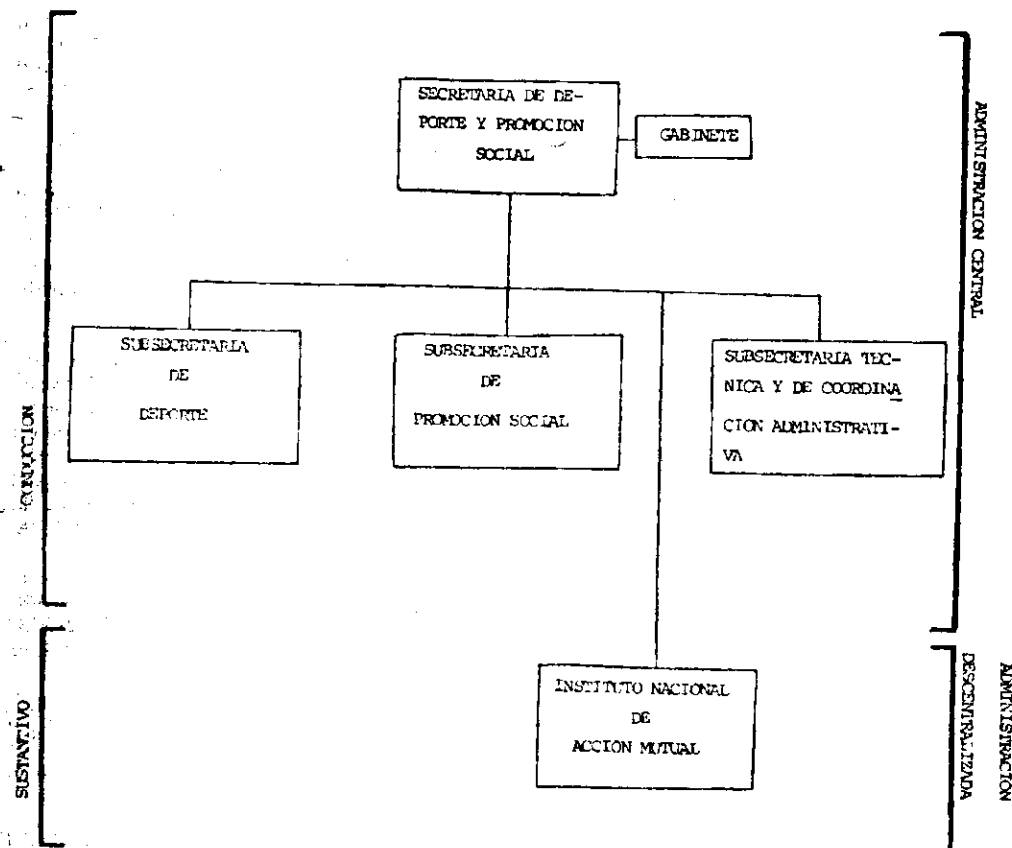 SECRETARIA DE DE-
PORTE Y PROMOCION
SOCIAL
GABINETE
SUBSECRETARIA
DE
DEPORTE
SUBSECRETARIA
DE
PROMOCION SOCIAL
SUBSECRETARIA TEC-
NICA Y DE COORDINA
CION ADMINISTRATI-
VA
INSTITUTO NACIONAL
DE
ACCION MUTUAL
CONDUCCION
SUSTANTIVO
ADMINISTRACION CENTRAL
ADMINISTRACION
DESCENTRALIZADA